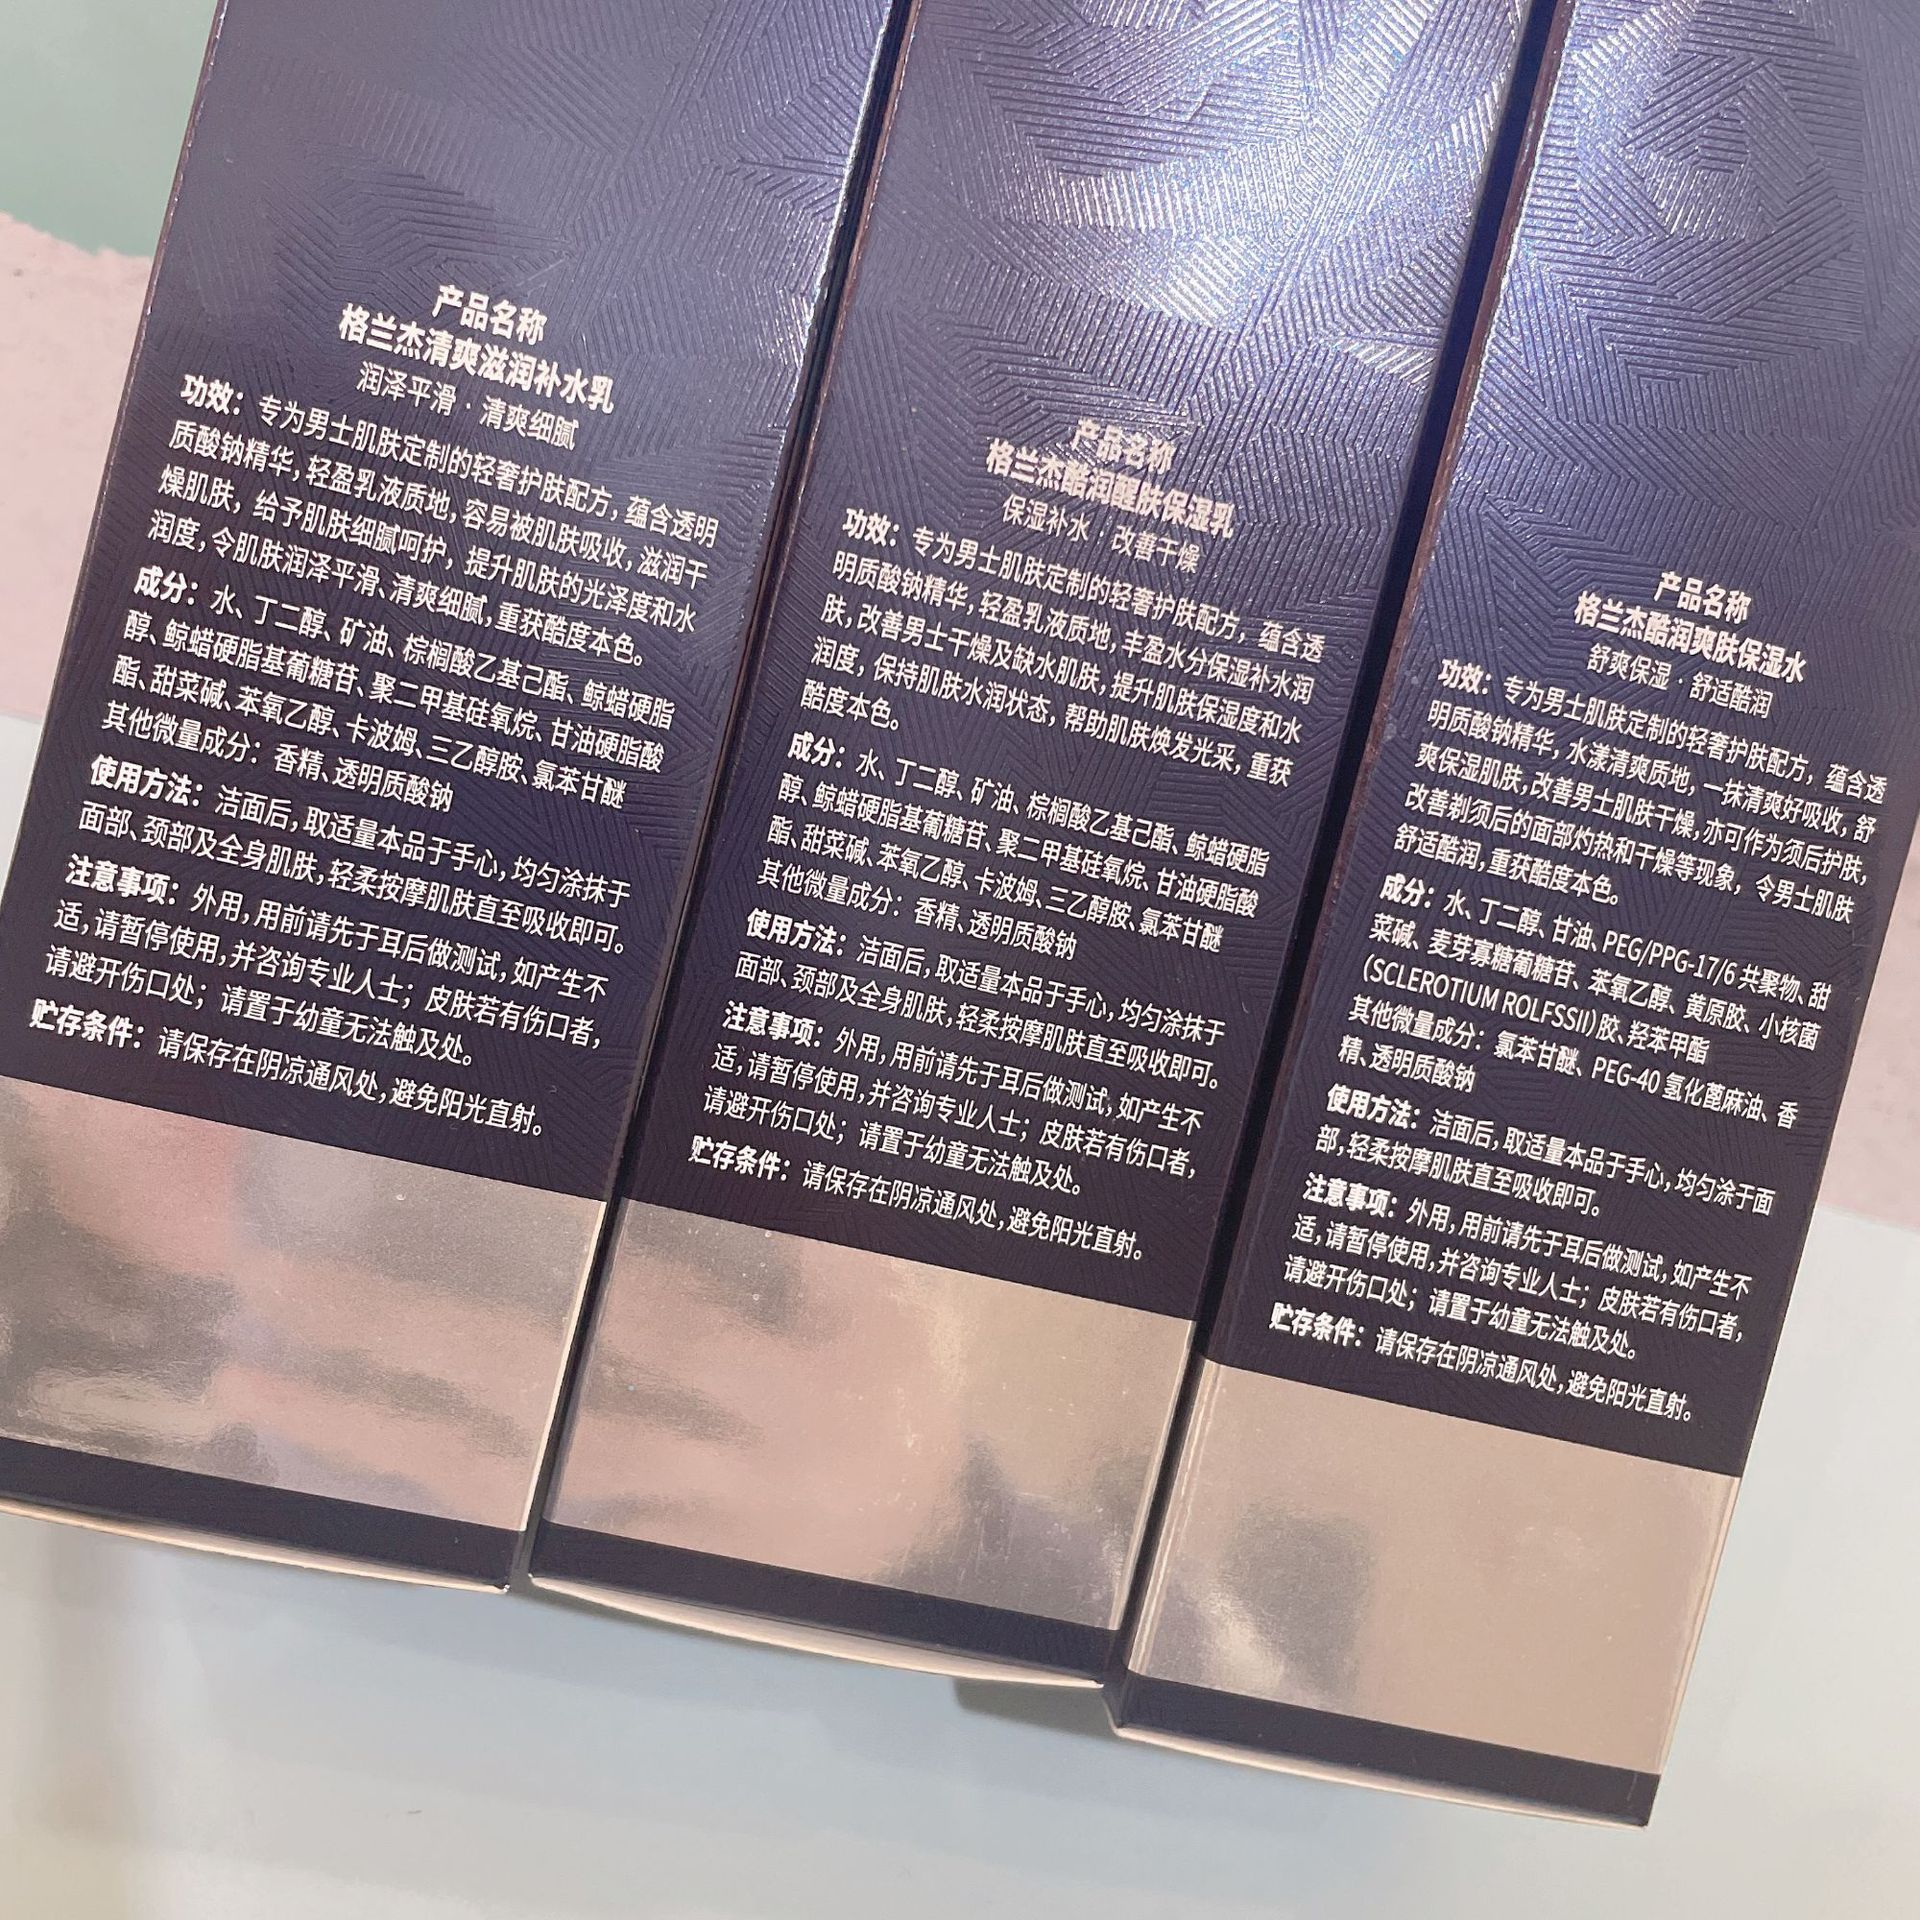 产品名称
格兰杰清爽滋润补水乳
润泽平滑 · 清爽细腻
功效：专为男士肌肤定制的轻奢护肤配方，蕴含透明
质酸钠精华，轻盈乳液质地，容易被肌肤吸收，滋润干
燥肌肤，给予肌肤细腻呵护，提升肌肤的光泽度和水
润度，令肌肤润泽平滑、清爽细腻，重获酷度本色。
成分：水、丁二醇、矿油、棕榈酸乙基己酯、鲸蜡硬脂
醇、鲸蜡硬脂基葡糖苷、聚二甲基硅氧烷、甘油硬脂酸
酯、甜菜碱、苯氧乙醇、卡波姆、三乙醇胺、氯苯甘醚
其他微量成分：香精、透明质酸钠
使用方法：洁面后，取适量本品于手心，均匀涂抹于
面部、颈部及全身肌肤，轻柔按摩肌肤直至吸收即可。
注意事项：外用，用前请先于耳后做测试，如产生不
适，请暂停使用，并咨询专业人士；皮肤若有伤口者，
请避开伤口处；请置于幼童无法触及处。
贮存条件：请保存在阴凉通风处，避免阳光直射。
产品名称
格兰杰酷润醒肤保湿乳
保湿补水 · 改善干燥
功效：专为男士肌肤定制的轻奢护肤配方，蕴含透
明质酸钠精华，轻盈乳液质地，丰盈水分保湿补水润
肤，改善男士干燥及缺水肌肤，提升肌肤保湿度和水
润度，保持肌肤水润状态，帮助肌肤焕发光采，重获
酷度本色。
成分：水、丁二醇、矿油、棕榈酸乙基己酯、鲸蜡硬脂
醇、鲸蜡硬脂基葡糖苷、聚二甲基硅氧烷、甘油硬脂酸
酯、甜菜碱、苯氧乙醇、卡波姆、三乙醇胺、氯苯甘醚
其他微量成分：香精、透明质酸钠
使用方法：洁面后，取适量本品于手心，均匀涂抹于
面部、颈部及全身肌肤，轻柔按摩肌肤直至吸收即可。
注意事项：外用，用前请先于耳后做测试，如产生不
适，请暂停使用，并咨询专业人士；皮肤若有伤口者，
请避开伤口处；请置于幼童无法触及处。
贮存条件：请保存在阴凉通风处，避免阳光直射。
产品名称
格兰杰酷润爽肤保湿水
舒爽保湿 · 舒适酷润
功效：专为男士肌肤定制的轻奢护肤配方，蕴含透
明质酸钠精华，水漾清爽质地，一抹清爽好吸收，舒
爽保湿肌肤，改善男士肌肤干燥，亦可作为须后护肤，
改善剃须后的面部灼热和干燥等现象，令男士肌肤
舒适酷润，重获酷度本色。
成分：水、丁二醇、甘油、PEG/PPG-17/6 共聚物、甜
菜碱、麦芽寡糖葡糖苷、苯氧乙醇、黄原胶、小核菌
(SCLEROTIUM ROLFSSII)胶、羟苯甲酯
其他微量成分：氯苯甘醚、PEG-40 氢化蓖麻油、香
精、透明质酸钠
使用方法：洁面后，取适量本品于手心，均匀涂于面
部，轻柔按摩肌肤直至吸收即可。
注意事项：外用，用前请先于耳后做测试，如产生不
适，请暂停使用，并咨询专业人士；皮肤若有伤口者，
请避开伤口处；请置于幼童无法触及处。
贮存条件：请保存在阴凉通风处，避免阳光直射。